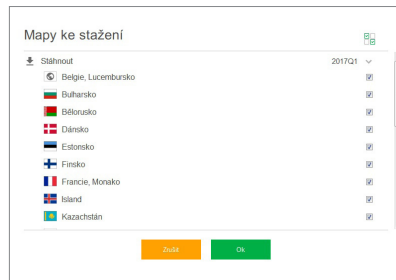 Mapy ke stažení
Stáhnout 2017Q1
Belgie, Lucembursko
Bulharsko
Bělorusko
Dánsko
Estonsko
Finsko
Francie, Monako
Island
Kazachstán
Zrušit Ok